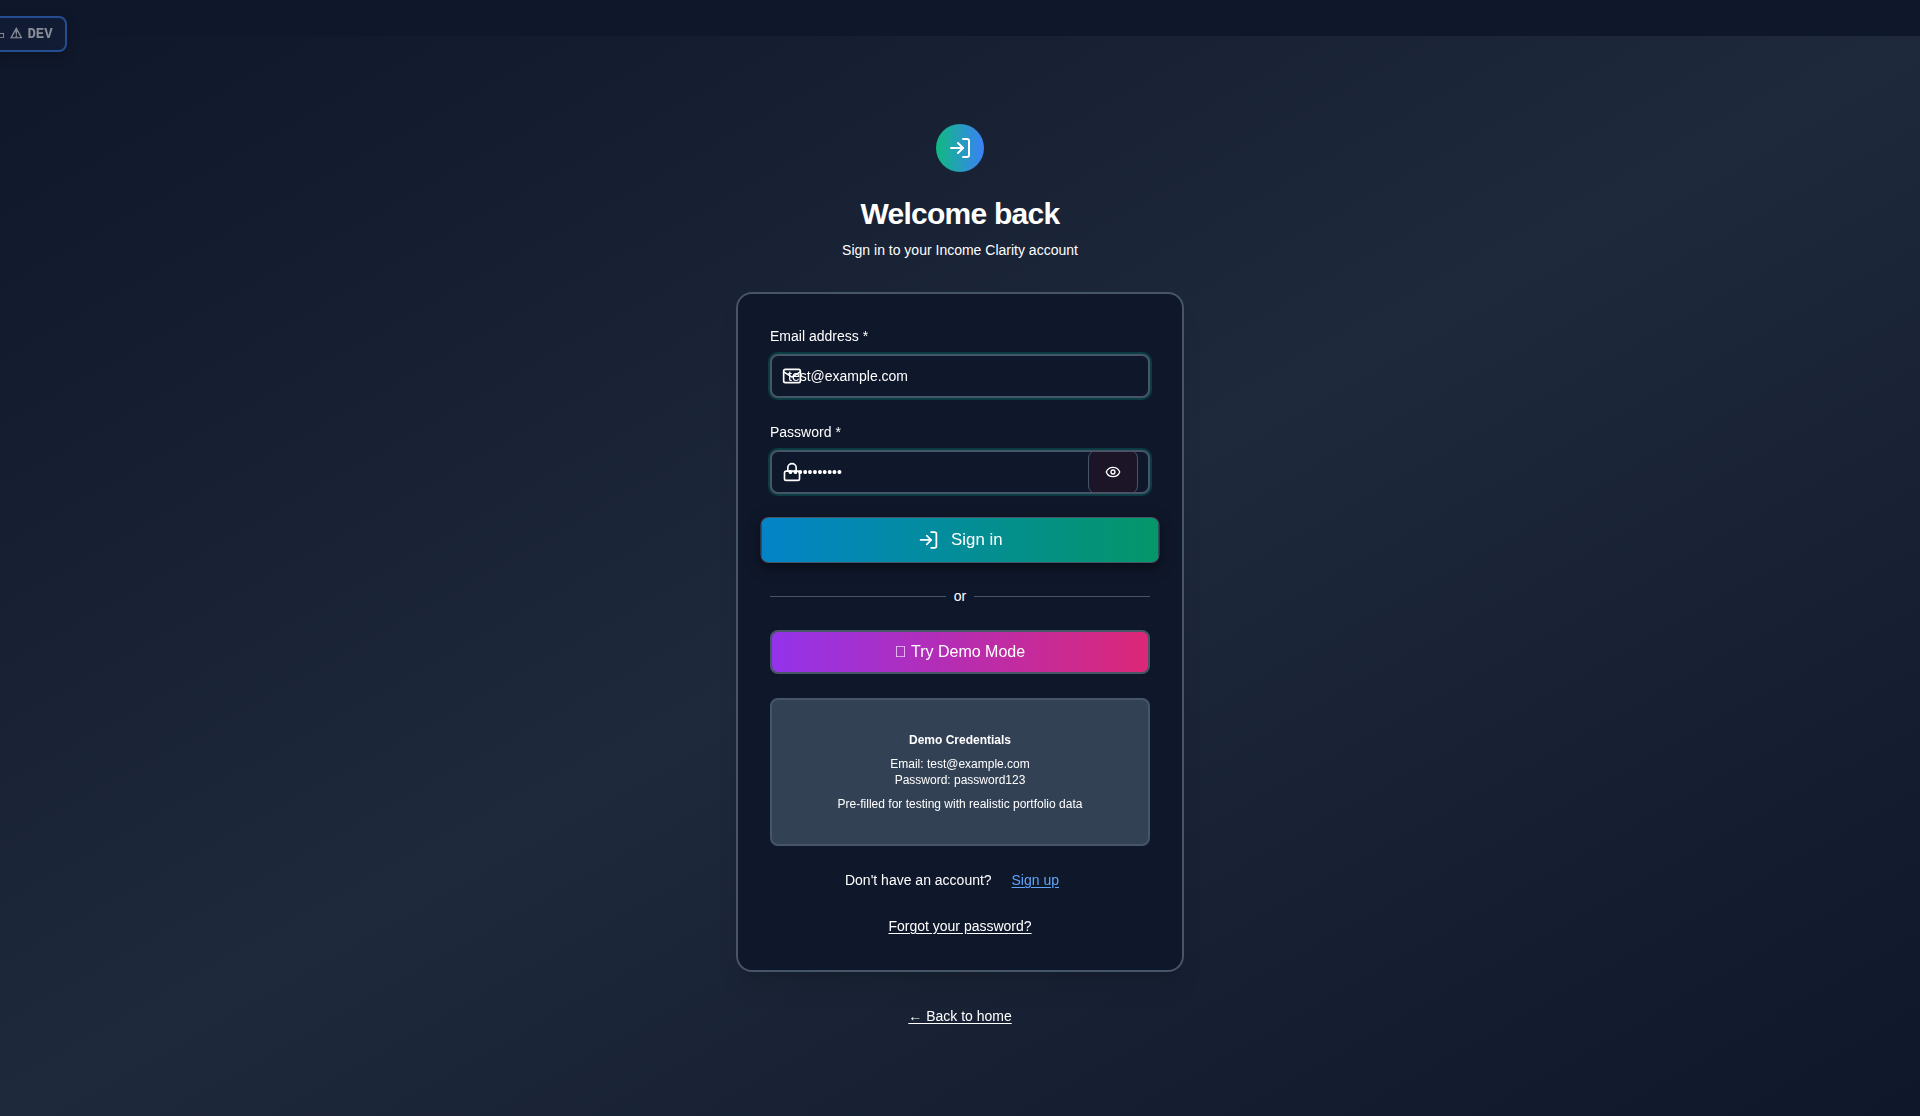 ⚠ DEV
Welcome back
Sign in to your Income Clarity account
Email address *
test@example.com
Password *
•••••••••••
Sign in
or
Try Demo Mode
Demo Credentials
Email: test@example.com
Password: password123
Pre-filled for testing with realistic portfolio data
Don't have an account? Sign up
Forgot your password?
← Back to home